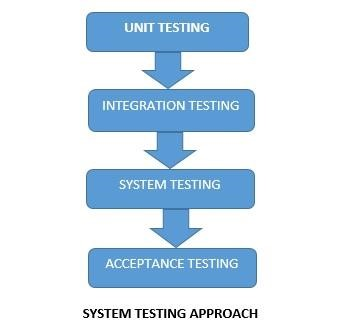 UNIT TESTING
INTEGRATION TESTING
SYSTEM TESTING
ACCEPTANCE TESTING
SYSTEM TESTING APPROACH